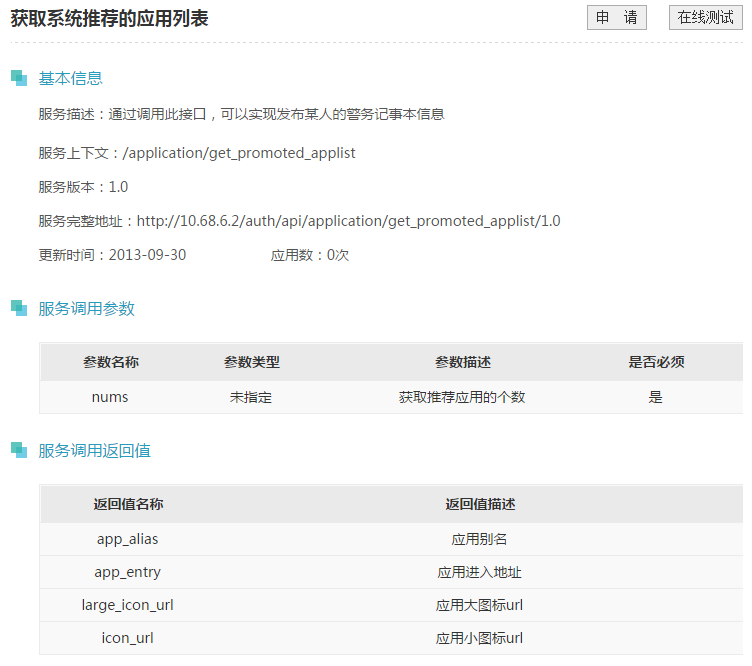 获取系统推荐的应用列表 申 请 在线测试
基本信息
服务描述：通过调用此接口，可以实现发布某人的警务记事本信息
服务上下文：/application/get_promoted_applist
服务版本：1.0
服务完整地址：http://10.68.6.2/auth/api/application/get_promoted_applist/1.0
更新时间：2013-09-30 应用数：0次
服务调用参数
参数名称 参数类型 参数描述 是否必须
nums 未指定 获取推荐应用的个数 是
服务调用返回值
返回值名称 返回值描述
app_alias 应用别名
app_entry 应用进入地址
large_icon_url 应用大图标url
icon_url 应用小图标url